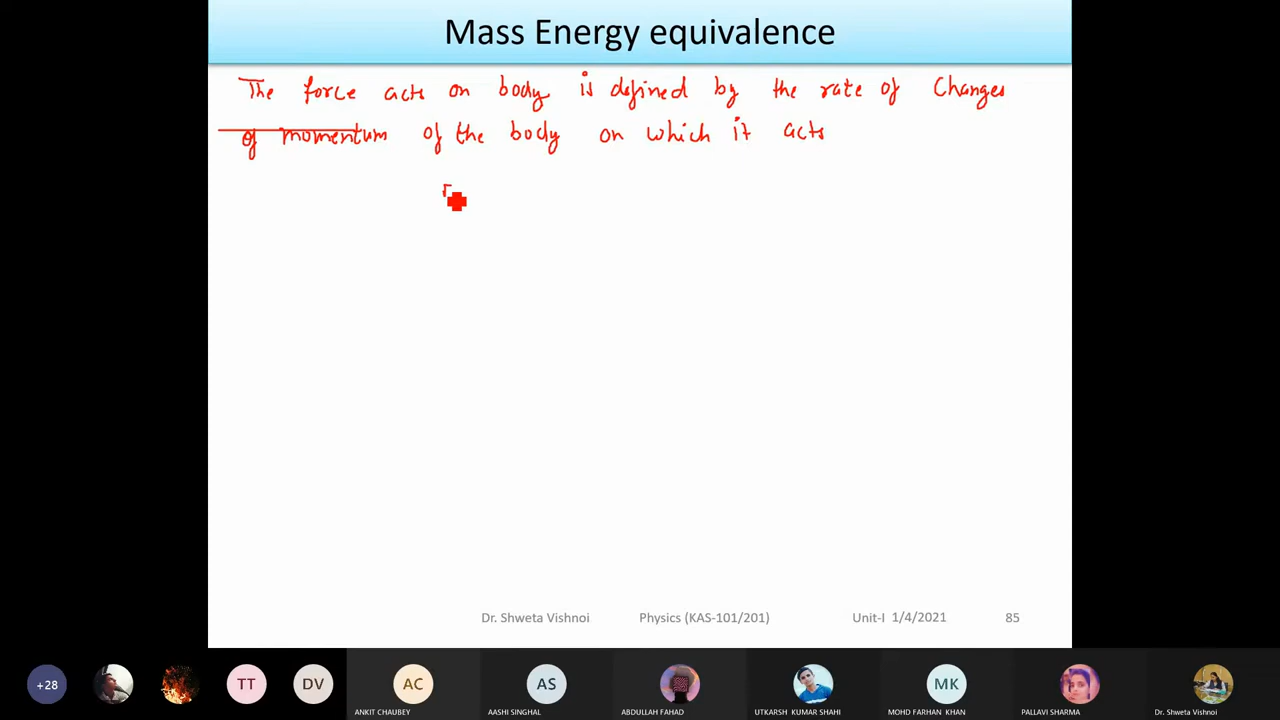 Mass Energy equivalence
The force acts on body is defined by the rate of Changes
of momentum of the body on which it acts
Dr. Shweta Vishnoi Physics (KAS-101/201) Unit-I 1/4/2021 85
+28 TT DV AC AS MK
ANKIT CHAUBEY AASHI SINGHAL ABDULLAH FAHAD UTKARSH KUMAR SHAHI MOHD FARHAN KHAN PALLAVI SHARMA Dr. Shweta Vishnoi